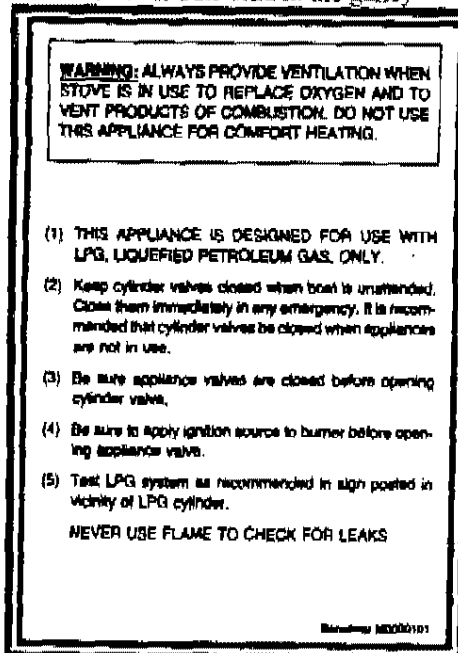 WARNING: ALWAYS PROVIDE VENTILATION WHEN
STOVE IS IN USE TO REPLACE OXYGEN AND TO
VENT PRODUCTS OF COMBUSTION. DO NOT USE
THIS APPLIANCE FOR COMFORT HEATING.
(1) THIS APPLIANCE IS DESIGNED FOR USE WITH
LPG, LIQUEFIED PETROLEUM GAS, ONLY.
(2) Keep cylinder valves closed when boat is unattended.
Close them immediately in any emergency. It is recom-
mended that cylinder valves be closed when appliances
are not in use.
(3) Be sure appliance valves are closed before opening
cylinder valve.
(4) Be sure to apply ignition source to burner before open-
ing appliance valve.
(5) Test LPG system as recommended in sign posted in
vicinity of LPG cylinder.
NEVER USE FLAME TO CHECK FOR LEAKS